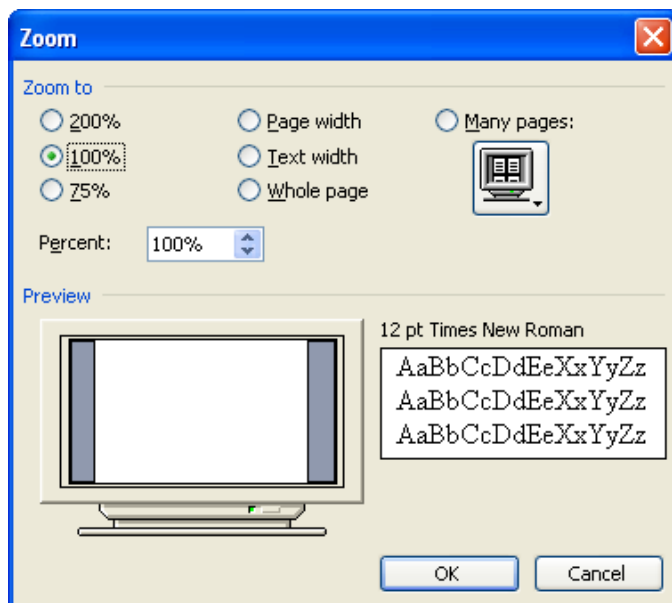 Zoom
Zoom to
200%
Page width
Many pages:
100%
Text width
75%
Whole page
Percent: 100%
Preview
12 pt Times New Roman
AaBbCcDdEeXxYyZz
AaBbCcDdEeXxYyZz
AaBbCcDdEeXxYyZz
OK
Cancel